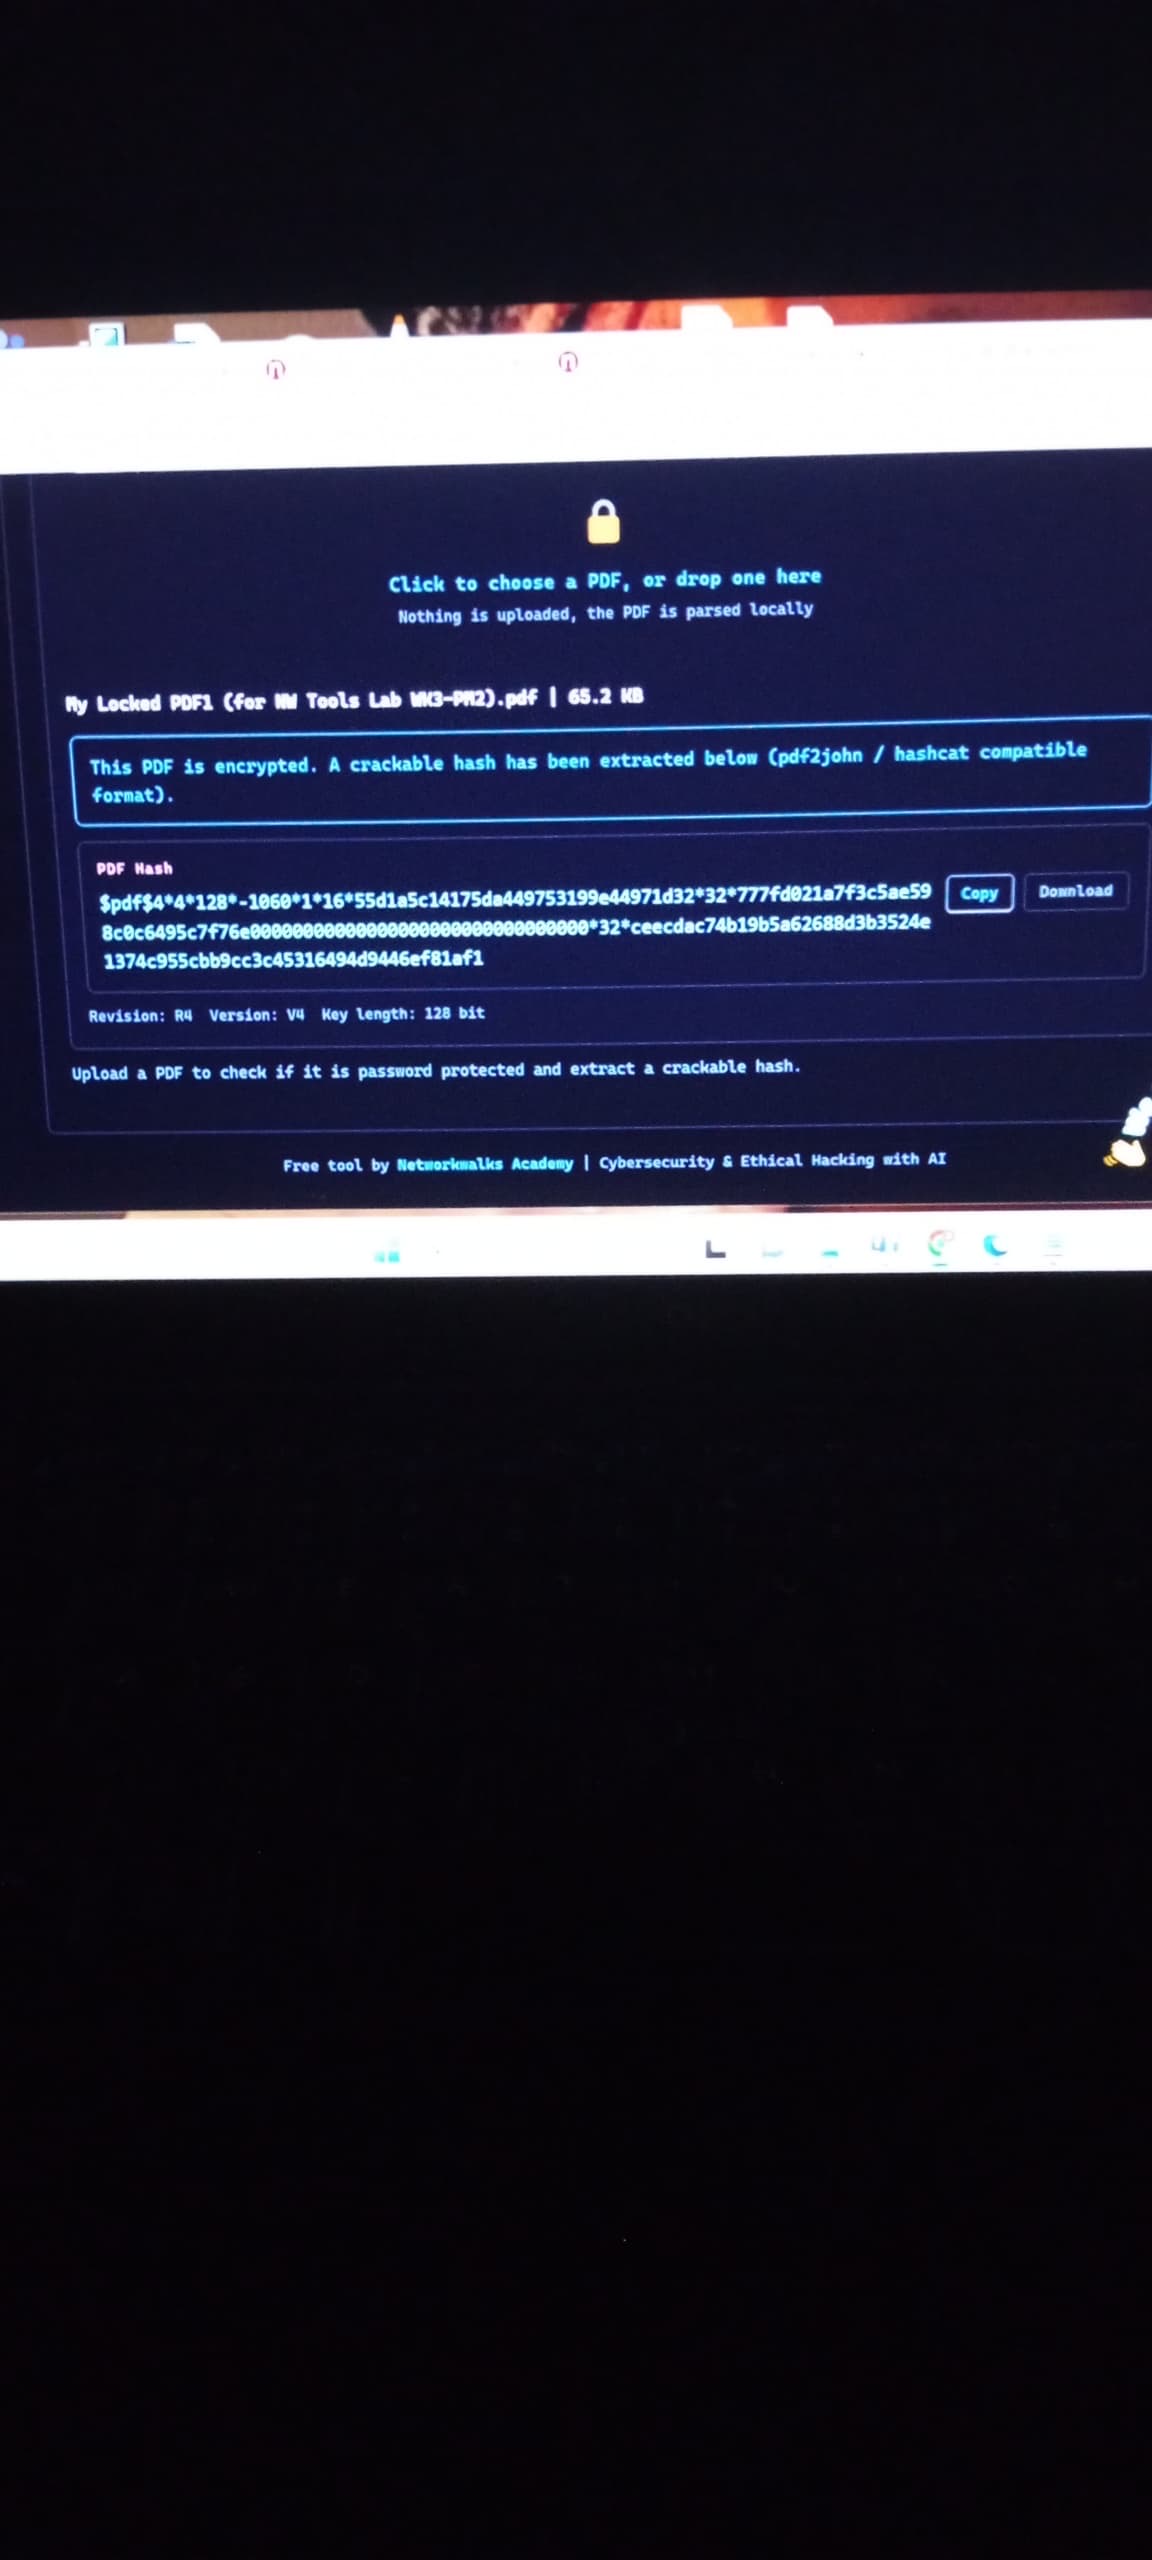 Click to choose a PDF, or drop one here
Nothing is uploaded, the PDF is parsed locally
My Locked PDF1 (for NW Tools Lab WK3-PM2).pdf | 65.2 KB
This PDF is encrypted. A crackable hash has been extracted below (pdf2john / hashcat compatible
format).
PDF Hash
$pdf$4*4*128*-1060*1*16*55d1a5c14175da449753199e44971d32*32*777fd021a7f3c5ae59
8c0c6495c7f76e00000000000000000000000000000000*32*ceecdac74b19b5a62688d3b3524e
1374c955cbb9cc3c45316494d9446ef81af1
Copy
Download
Revision: R4 Version: V4 Key length: 128 bit
Upload a PDF to check if it is password protected and extract a crackable hash.
Free tool by Networkwalks Academy | Cybersecurity & Ethical Hacking with AI